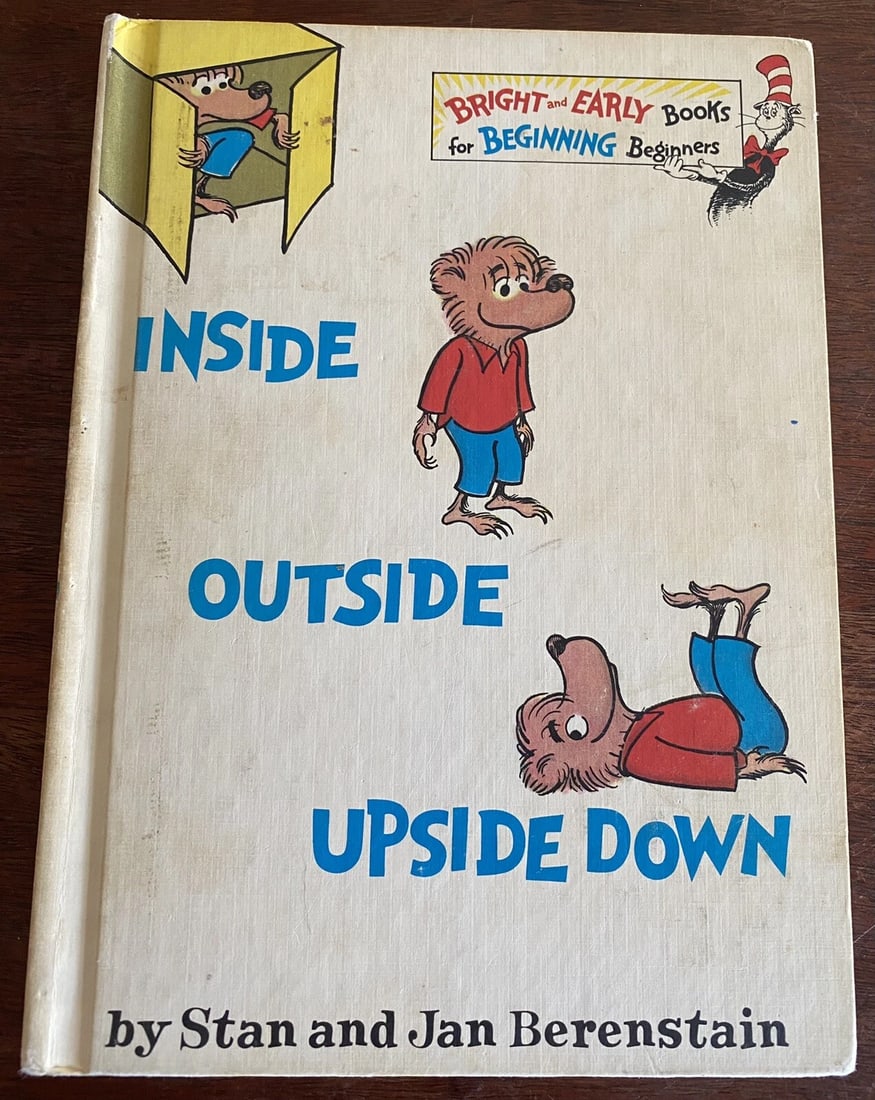 BRIGHT and EARLY BOOKS
for BEGINNING Beginners
INSIDE
OUTSIDE
UPSIDE DOWN
by Stan and Jan Berenstain